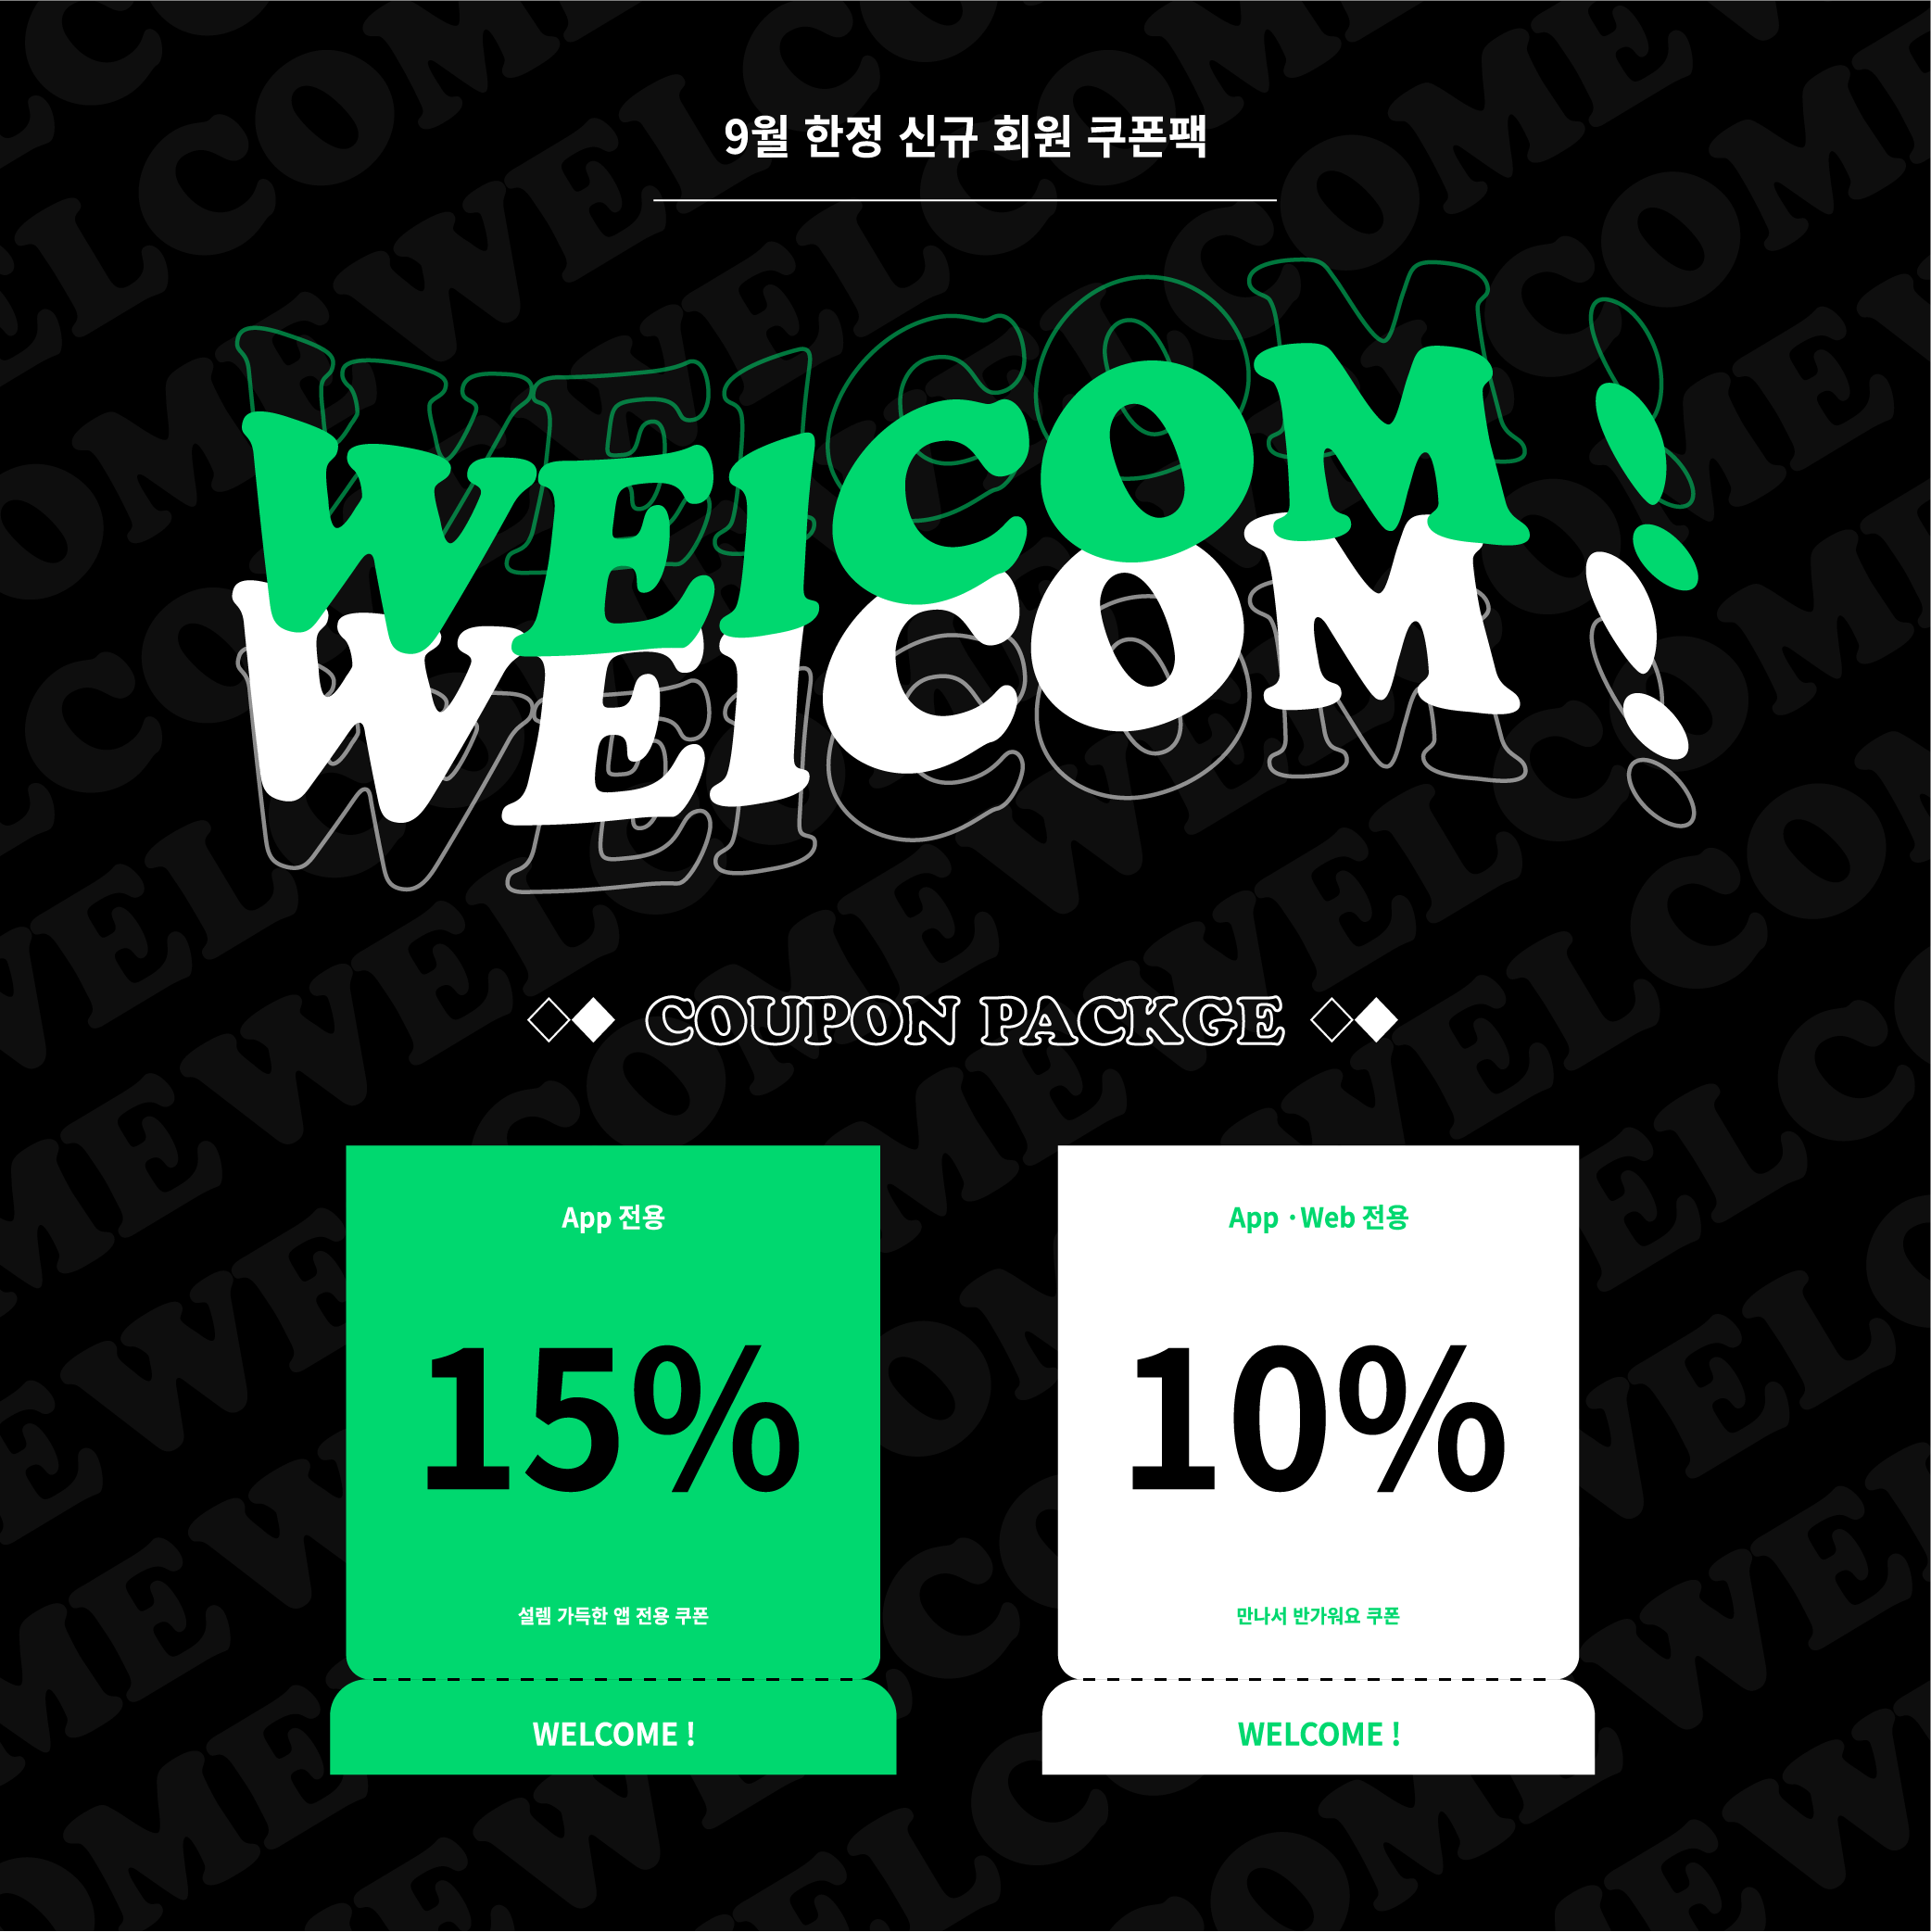 9월 한정 신규 회원 쿠폰팩
WElCOM !
WElCOM !
COUPON PACKGE
App 전용
15%
설렘 가득한 앱 전용 쿠폰
WELCOME !
App · Web 전용
10%
만나서 반가워요 쿠폰
WELCOME !